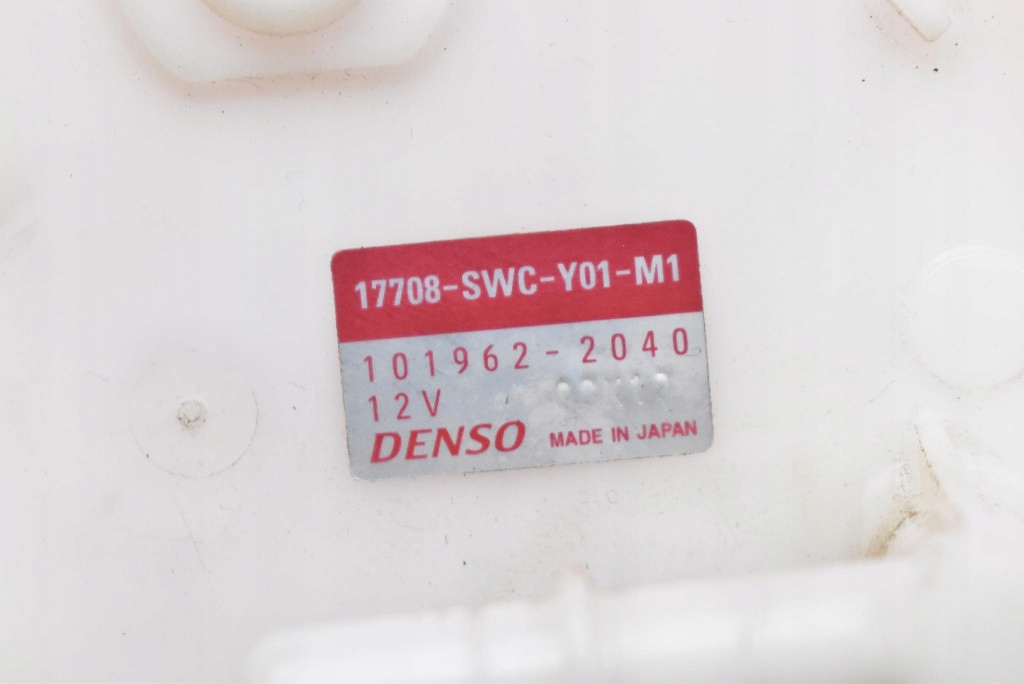 17708-SWC-Y01-M1
101962-2040
12V
DENSO MADE IN JAPAN